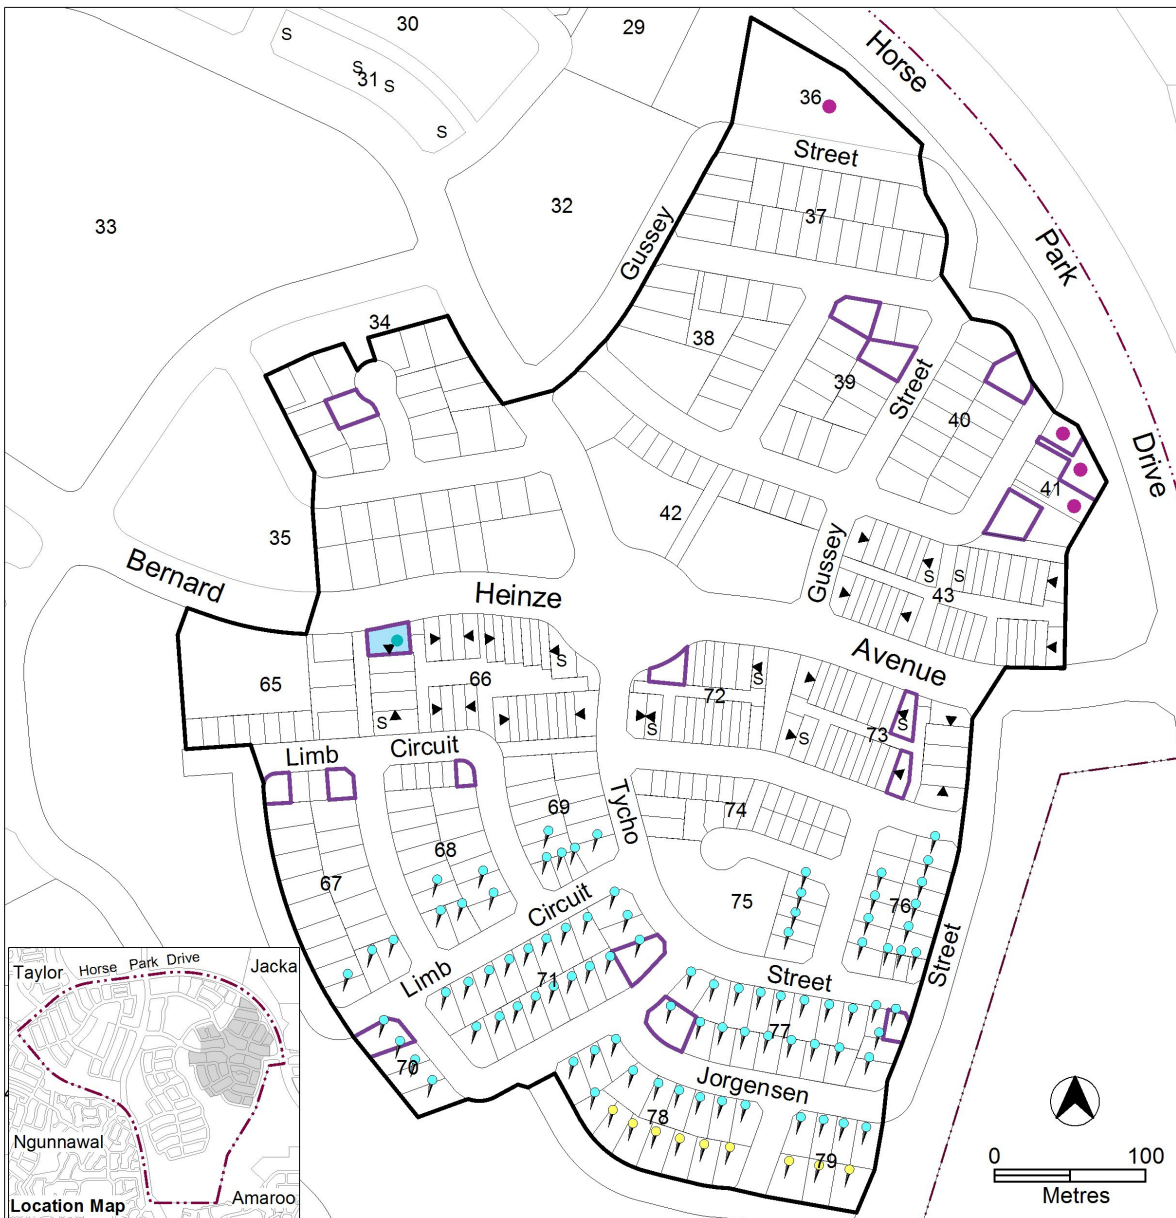 30
29
S
S
31
S
S
36
Horse
Street
33
32
37
Gussey
Park
34
38
39
Street
40
Drive
41
35
42
Gussey
Bernard
Heinze
S
S
43
Avenue
65
66
S
S
72
S
S
73
S
S
Limb
Circuit
Tycho
69
74
68
67
Circuit
75
76
Limb
71
Street
Street
77
70
Jorgensen
78
79
Taylor
Horse Park Drive
Jacka
Ngunnawal
Amaroo
Location Map
0 100
Metres